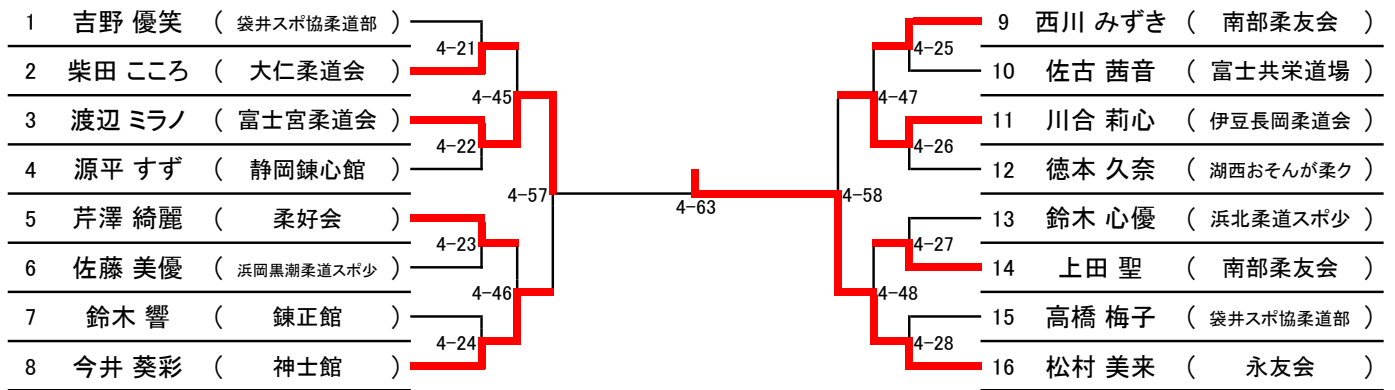 1 吉野 優笑 ( 袋井スポ協柔道部 )
4-21
2 柴田 こころ ( 大仁柔道会 )
4-45
3 渡辺 ミラノ ( 富士宮柔道会 )
4-22
4 源平 すず ( 静岡錬心館 )
4-57
5 芹澤 綺麗 ( 柔好会 )
4-23
6 佐藤 美優 ( 浜岡黒潮柔道スポ少 )
4-46
7 鈴木 響 ( 錬正館 )
4-24
8 今井 葵彩 ( 神士館 )
4-63
9 西川 みずき ( 南部柔友会 )
4-25
10 佐古 茜音 ( 富士共栄道場 )
4-47
11 川合 莉心 ( 伊豆長岡柔道会 )
4-26
12 徳本 久奈 ( 湖西おそんが柔ク )
4-58
13 鈴木 心優 ( 浜北柔道スポ少 )
4-27
14 上田 聖 ( 南部柔友会 )
4-48
15 高橋 梅子 ( 袋井スポ協柔道部 )
4-28
16 松村 美来 ( 永友会 )